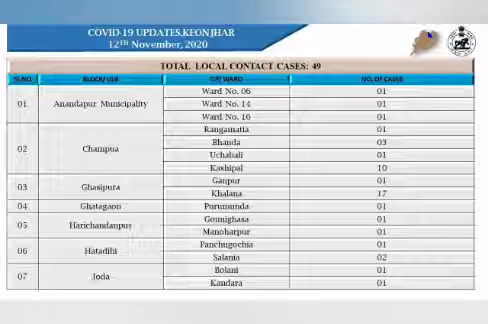 COVID-19 UPDATES,KEONJHAR
12TH November, 2020
TOTAL LOCAL CONTACT CASES: 49
SL.NO. BLOCK/ULB GP/WARD NO. OF CASES
01 Anandapur Municipality Ward No. 06 01
Ward No. 14 01
Ward No. 16 01
02 Champua Rangamatia 01
Bhanda 03
Uchabali 01
Kashipal 10
03 Ghasipura Ganpur 01
Khalana 17
04 Ghatagaon Purumunda 01
05 Harichandanpur Goumighasa 01
Manoharpur 01
06 Hatadihi Panchugochia 01
Salania 02
07 Joda Bolani 01
Kandara 01